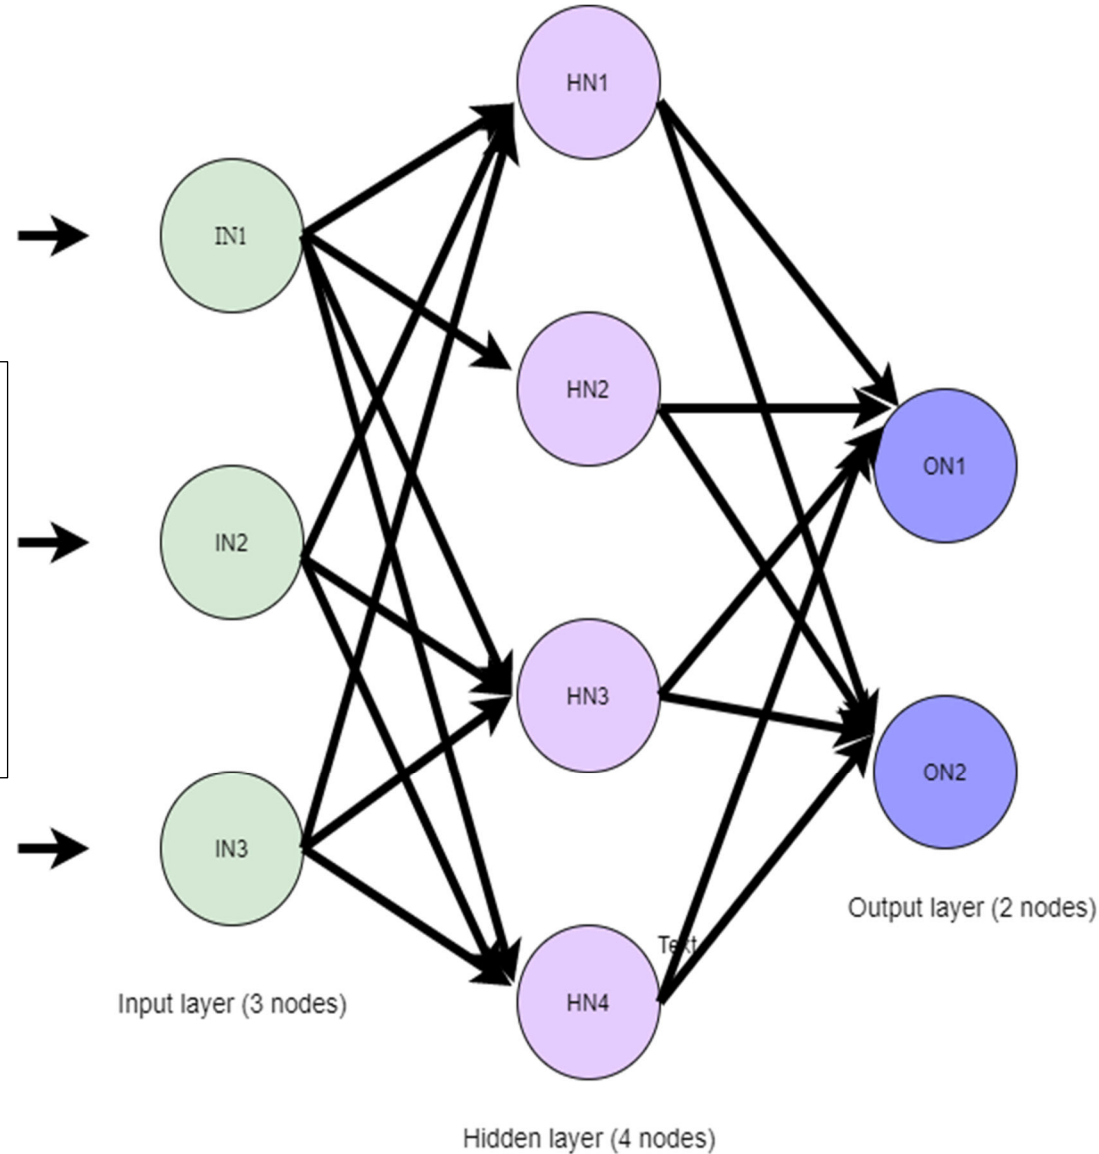 HN1
IN1
HN2
ON1
IN2
HN3
ON2
IN3
Output layer (2 nodes)
Text
Input layer (3 nodes)
HN4
Hidden layer (4 nodes)